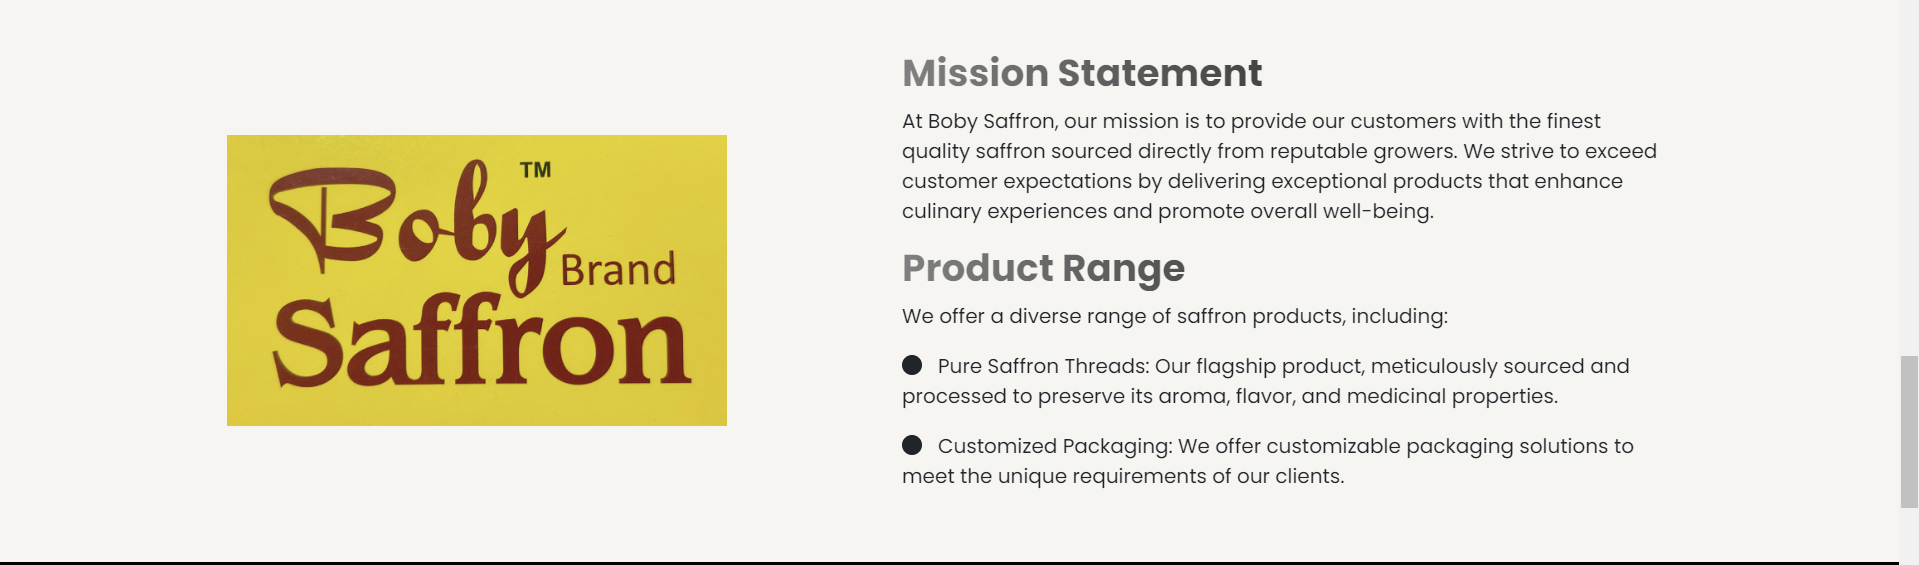 Boby TM
Brand
Saffron
Mission Statement
At Boby Saffron, our mission is to provide our customers with the finest
quality saffron sourced directly from reputable growers. We strive to exceed
customer expectations by delivering exceptional products that enhance
culinary experiences and promote overall well-being.
Product Range
We offer a diverse range of saffron products, including:
● Pure Saffron Threads: Our flagship product, meticulously sourced and
processed to preserve its aroma, flavor, and medicinal properties.
● Customized Packaging: We offer customizable packaging solutions to
meet the unique requirements of our clients.